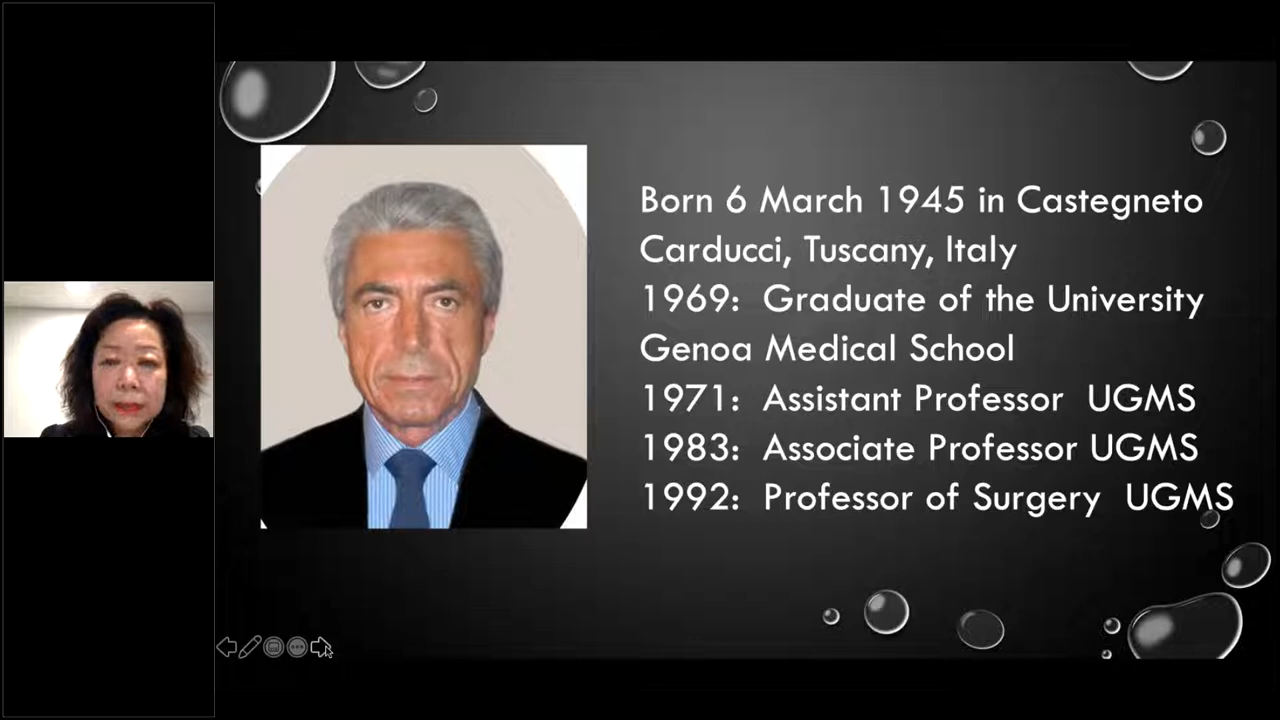 Born 6 March 1945 in Castegneto
Carducci, Tuscany, Italy
1969:  Graduate of the University
Genoa Medical School
1971:  Assistant Professor  UGMS
1983:  Associate Professor UGMS
1992:  Professor of Surgery  UGMS